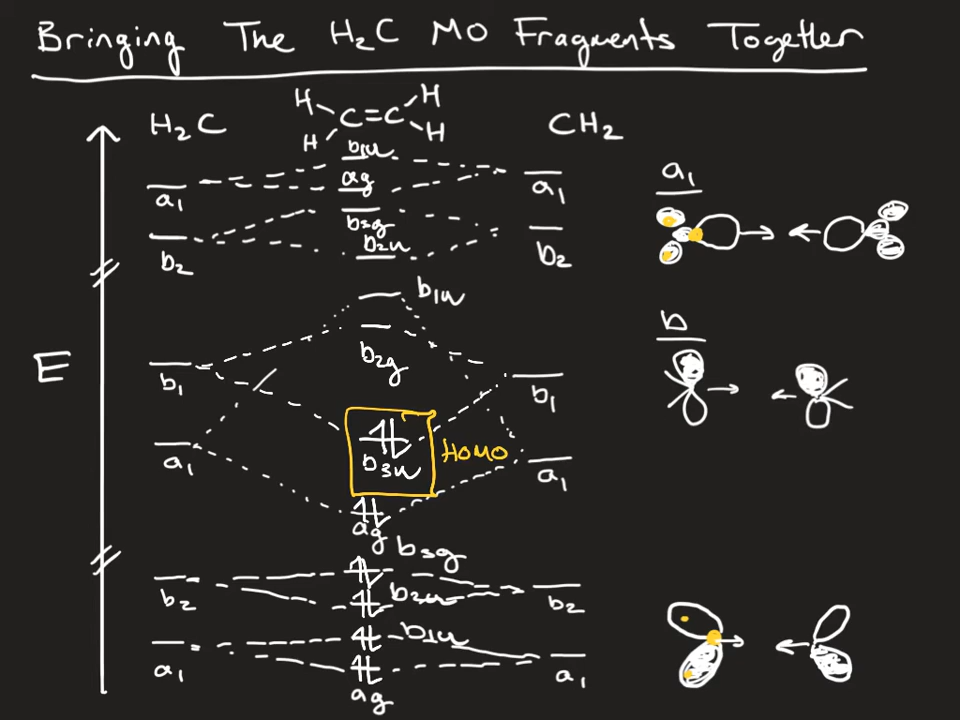 Bringing The H₂C MO Fragments Together
H₂C
H H
C=C
H H
CH₂
b1u
a₁ ag a₁
a₁
b3g
b₂ b2u b₂
b1u
b
E
b2g
b₁ b₁
b3u HOMO
a₁ a₁
ag
b3g
b₂ b2u b₂
b1u
a₁ a₁
ag